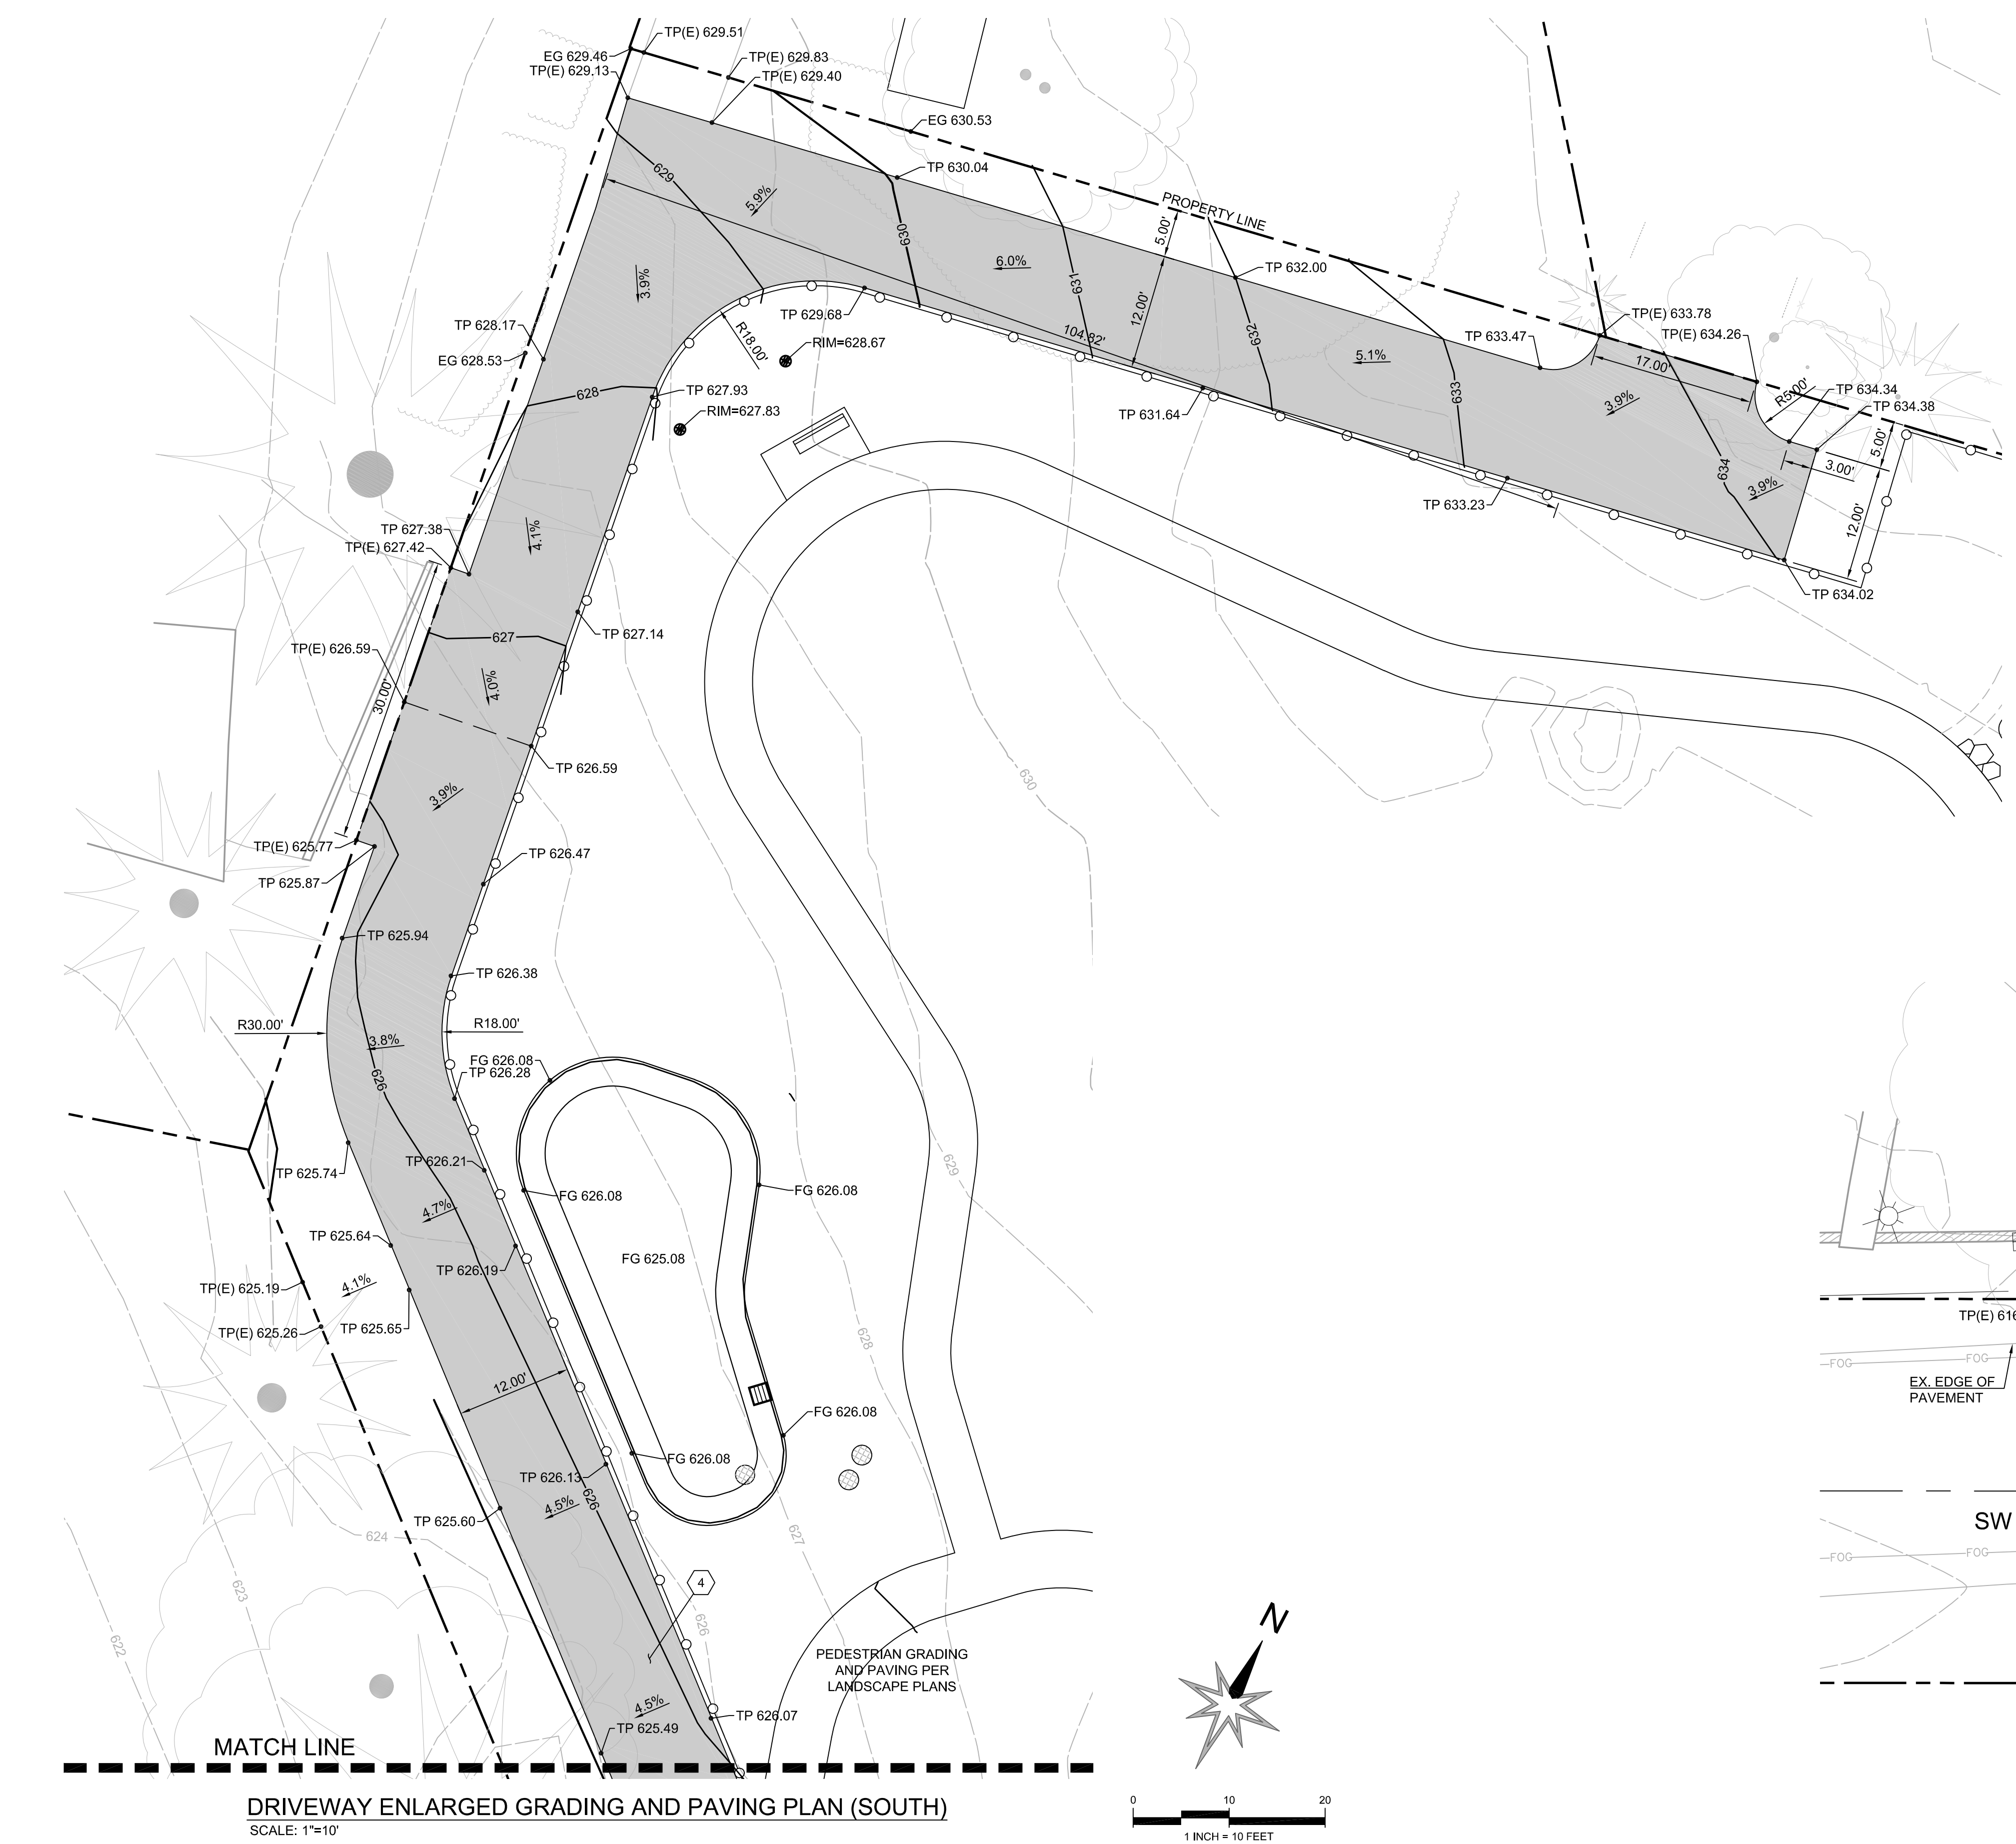 TP(E) 629.51
EG 629.46
TP(E) 629.83
TP(E) 629.13
TP(E) 629.40
EG 630.53
TP 630.04
629
5.9%
PROPERTY LINE
5.00'
630
6.0%
TP 632.00
3.9%
631
12.00'
TP 629.68
TP(E) 633.78
TP 628.17
R18.00'
104.82'
632
TP 633.47
TP(E) 634.26
RIM=628.67
EG 628.53
5.1%
17.00'
R5.00'
TP 634.34
628
TP 627.93
633
3.9%
TP 634.38
RIM=627.83
TP 631.64
5.00'
634
3.00'
3.9%
TP 633.23
12.00'
TP 627.38
4.1%
TP(E) 627.42
TP 634.02
627
TP 627.14
TP(E) 626.59
30.00'
4.0%
TP 626.59
630
3.9%
TP(E) 625.77
TP 626.47
TP 625.87
TP 625.94
TP 626.38
R30.00'
R18.00'
3.8%
FG 626.08
TP 626.28
626
TP 626.21
629
TP 625.74
FG 626.08
FG 626.08
4.7%
TP 625.64
FG 625.08
TP 626.19
TP(E) 625.19
4.1%
TP(E) 625.26
TP 625.65
628
TP(E) 616
FOG
FOG
12.00'
EX. EDGE OF
PAVEMENT
FG 626.08
FG 626.08
TP 626.13
626
4.5%
TP 625.60
624
627
SW
FOG
FOG
4
623
626
622
PEDESTRIAN GRADING
AND PAVING PER
LANDSCAPE PLANS
N
4.5%
TP 626.07
TP 625.49
MATCH LINE
DRIVEWAY ENLARGED GRADING AND PAVING PLAN (SOUTH)
SCALE: 1"=10'
0 10 20
1 INCH = 10 FEET